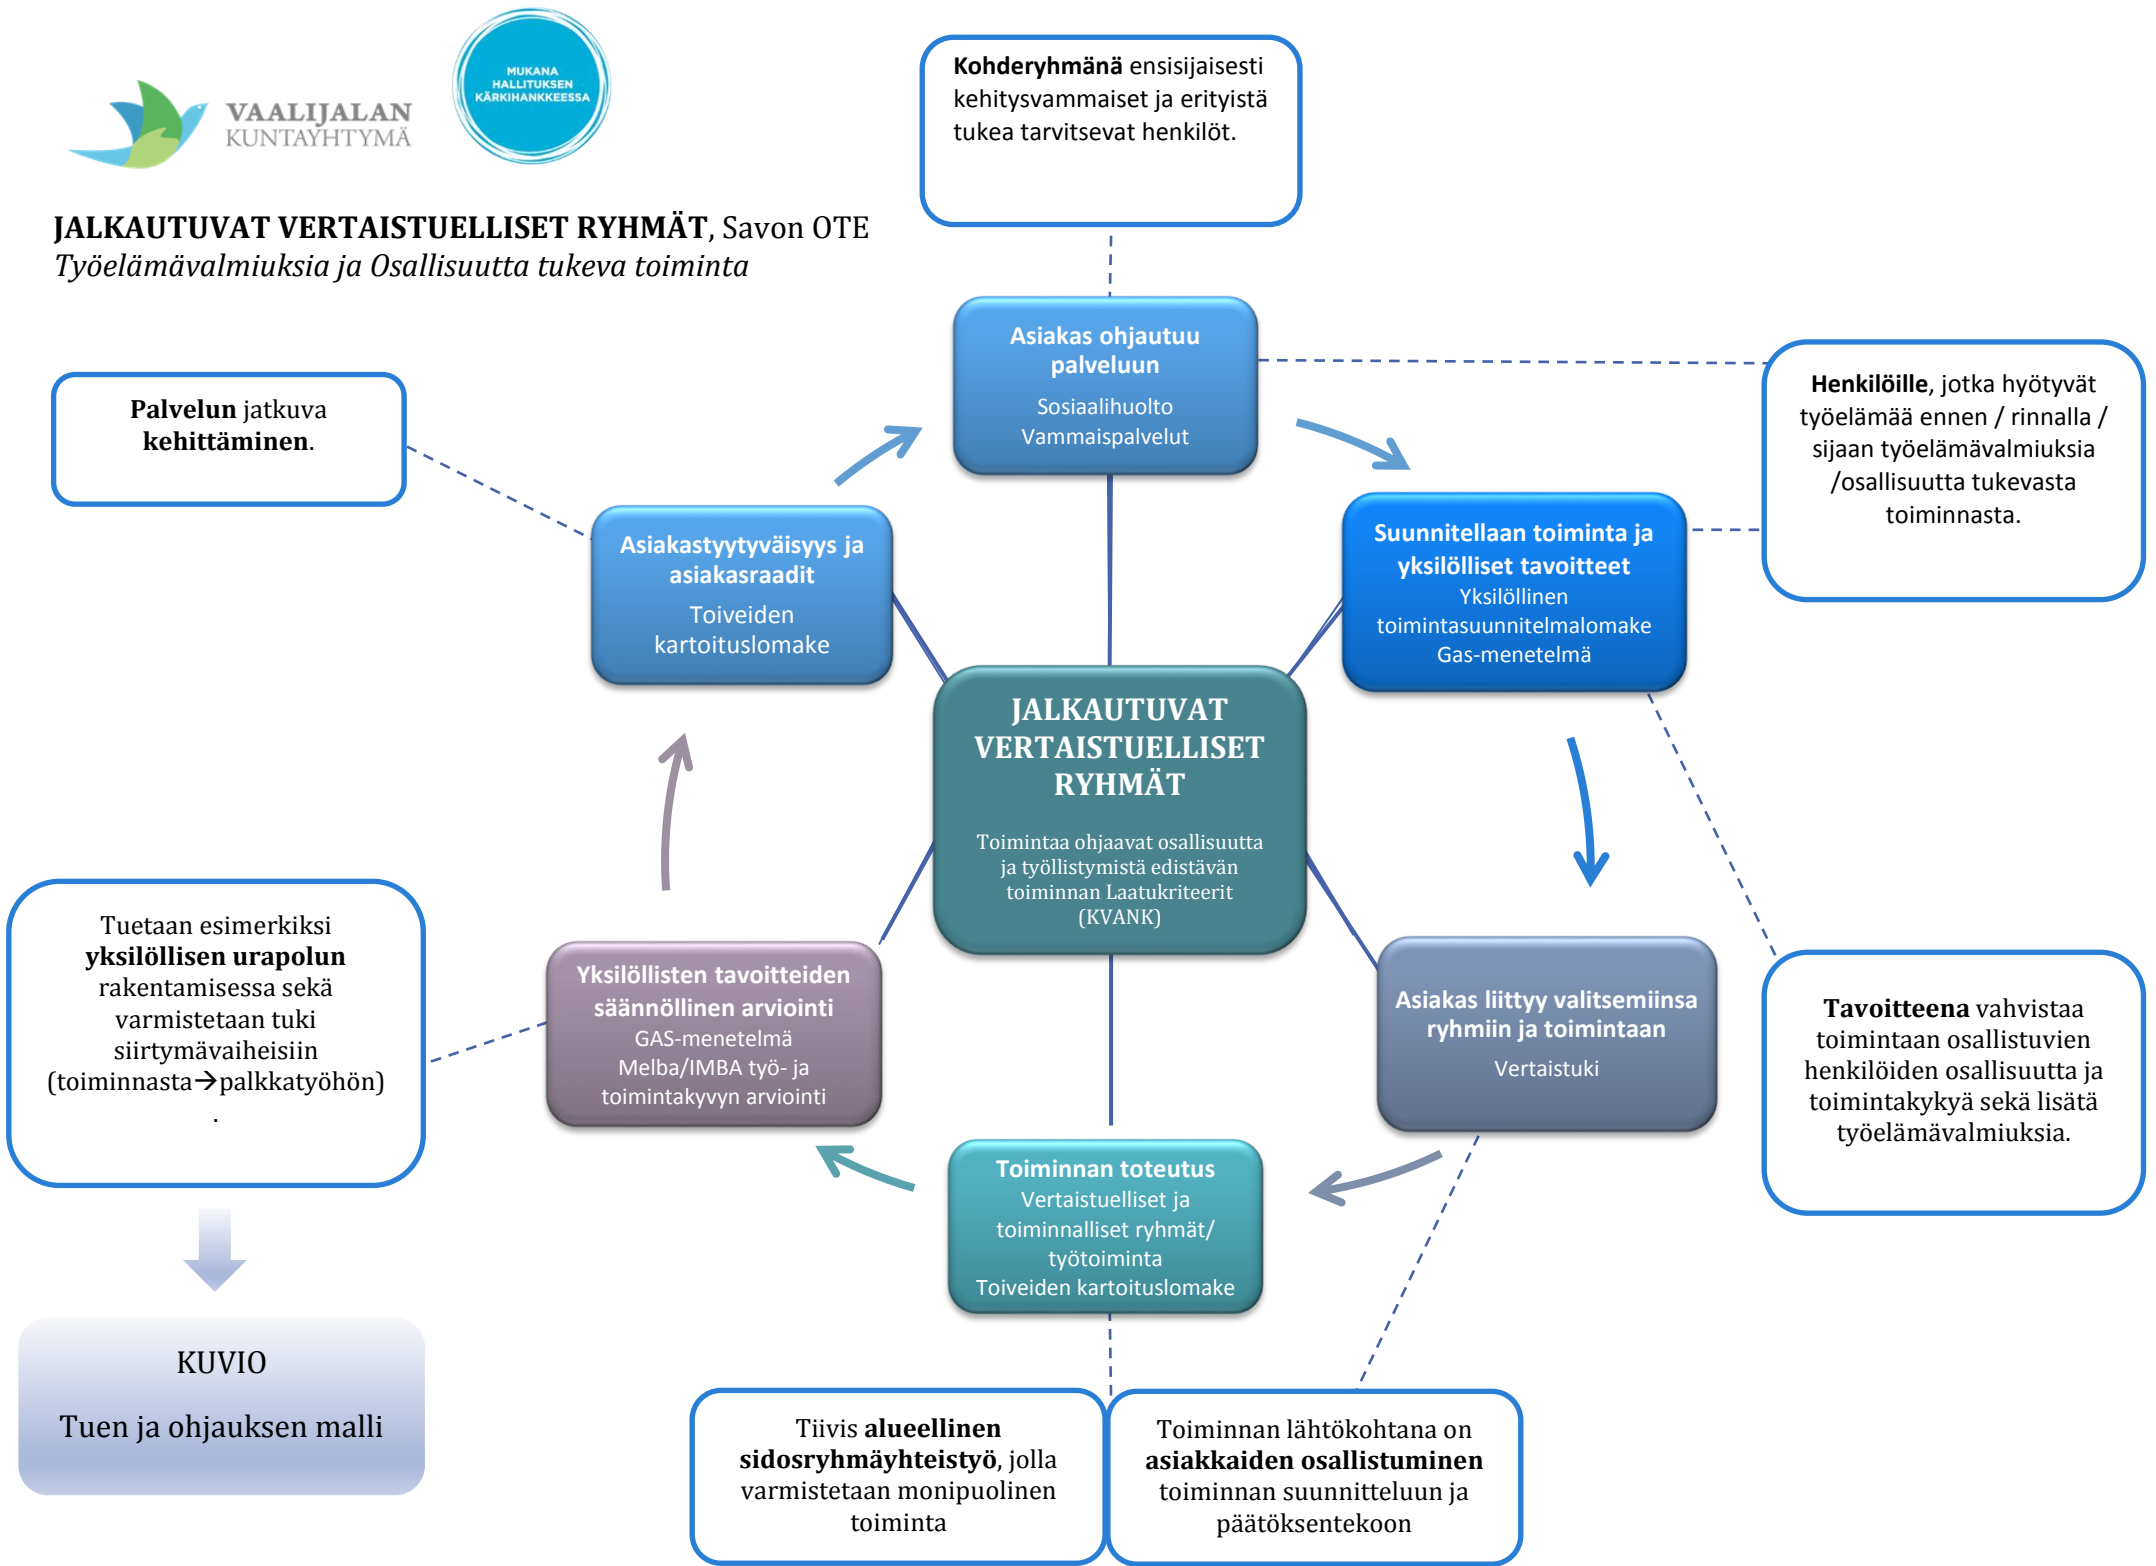 VAALIJALAN
KUNTAYHTYMÄ
MUKANA
HALLITUKSEN
KÄRKIHANKKEESSA
JALKAUTUVAT VERTAISTUELLISET RYHMÄT, Savon OTE
Työelämävalmiuksia ja Osallisuutta tukeva toiminta
Kohderyhmänä ensisijaisesti
kehitysvammaiset ja erityistä
tukea tarvitsevat henkilöt.
Asiakas ohjautuu
palveluun
Sosiaalihuolto
Vammaispalvelut
Henkilöille, jotka hyötyvät
työelämää ennen / rinnalla /
sijaan työelämävalmiuksia
/osallisuutta tukevasta
toiminnasta.
Palvelun jatkuva
kehittäminen.
Asiakastyytyväisyys ja
asiakasraadit
Toiveiden
kartoituslomake
Suunnitellaan toiminta ja
yksilölliset tavoitteet
Yksilöllinen
toimintasuunnitelmalomake
Gas-menetelmä
JALKAUTUVAT
VERTAISTUELLISET
RYHMÄT
Toimintaa ohjaavat osallisuutta
ja työllistymistä edistävän
toiminnan Laatukriteerit
(KVANK)
Tuetaan esimerkiksi
yksilöllisen urapolun
rakentamisessa sekä
varmistetaan tuki
siirtymävaiheisiin
(toiminnasta→palkkatyöhön)
.
Yksilöllisten tavoitteiden
säännöllinen arviointi
GAS-menetelmä
Melba/IMBA työ- ja
toimintakyvyn arviointi
Asiakas liittyy valitsemiinsa
ryhmiin ja toimintaan
Vertaistuki
Tavoitteena vahvistaa
toimintaan osallistuvien
henkilöiden osallisuutta ja
toimintakykyä sekä lisätä
työelämävalmiuksia.
Toiminnan toteutus
Vertaistuelliset ja
toiminnalliset ryhmät/
työtoiminta
Toiveiden kartoituslomake
KUVIO
Tuen ja ohjauksen malli
Tiivis alueellinen
sidosryhmäyhteistyö, jolla
varmistetaan monipuolinen
toiminta
Toiminnan lähtökohtana on
asiakkaiden osallistuminen
toiminnan suunnitteluun ja
päätöksentekoon